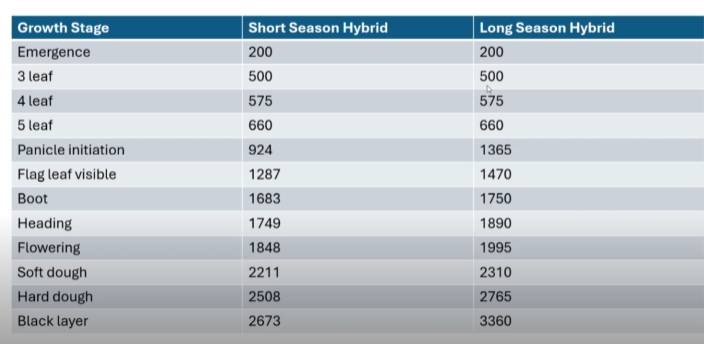 Growth Stage Short Season Hybrid Long Season Hybrid
Emergence 200 200
3 leaf 500 500
4 leaf 575 575
5 leaf 660 660
Panicle initiation 924 1365
Flag leaf visible 1287 1470
Boot 1683 1750
Heading 1749 1890
Flowering 1848 1995
Soft dough 2211 2310
Hard dough 2508 2765
Black layer 2673 3360